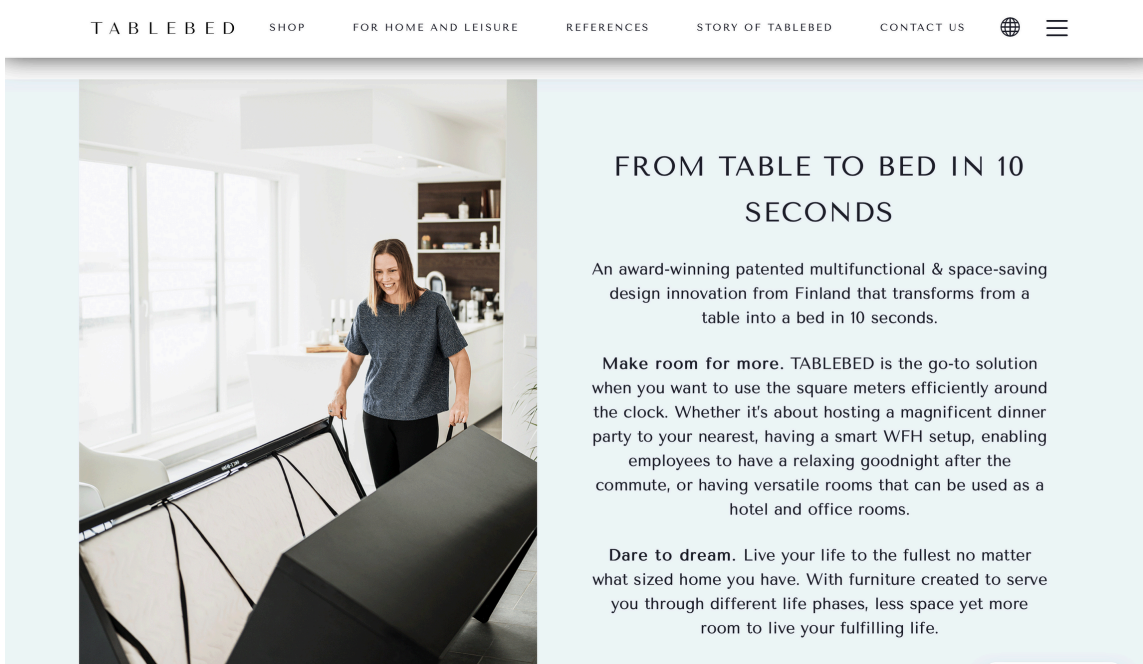 TABLEBED
SHOP
FOR HOME AND LEISURE
REFERENCES
STORY OF TABLEBED
CONTACT US
FROM TABLE TO BED IN 10
SECONDS
An award-winning patented multifunctional & space-saving
design innovation from Finland that transforms from a
table into a bed in 10 seconds.
Make room for more. TABLEBED is the go-to solution
when you want to use the square meters efficiently around
the clock. Whether it's about hosting a magnificent dinner
party to your nearest, having a smart WFH setup, enabling
employees to have a relaxing goodnight after the
commute, or having versatile rooms that can be used as a
hotel and office rooms.
Dare to dream. Live your life to the fullest no matter
what sized home you have. With furniture created to serve
you through different life phases, less space yet more
room to live your fulfilling life.